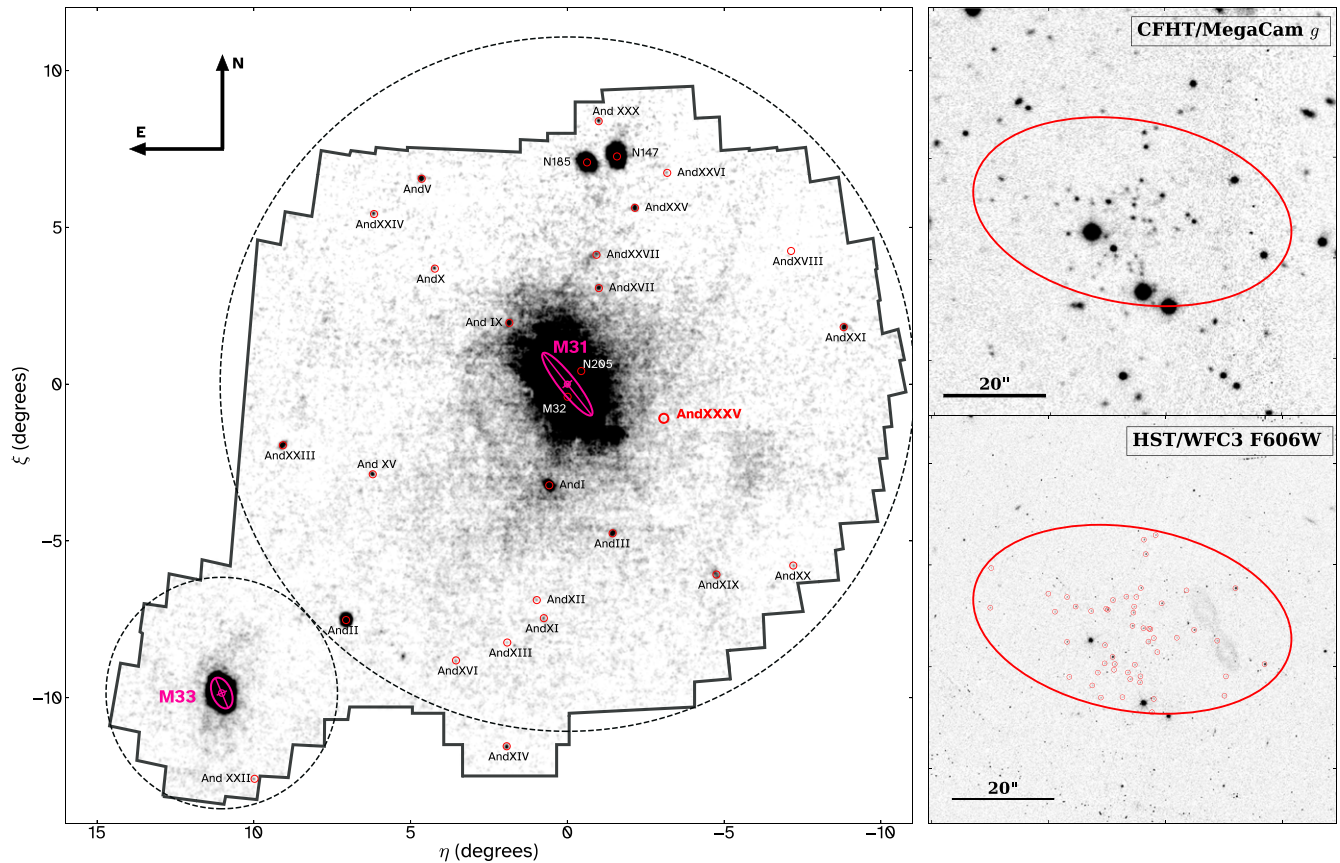 N
E
And XXX
N185
N147
AndXXVI
AndV
AndXXV
AndXXIV
AndXXVII
AndXVIII
AndX
AndXVII
And IX
M31
AndXXI
N205
M32
AndXXXV
AndXXIII
And XV
AndI
AndIII
AndXIX
AndXX
AndXII
AndII
AndXI
AndXIII
AndXVI
M33
AndXIV
And XXII
10
5
0
−5
−10
ξ (degrees)
15
10
5
0
−5
−10
η (degrees)
CFHT/MegaCam g
20"
HST/WFC3 F606W
20"